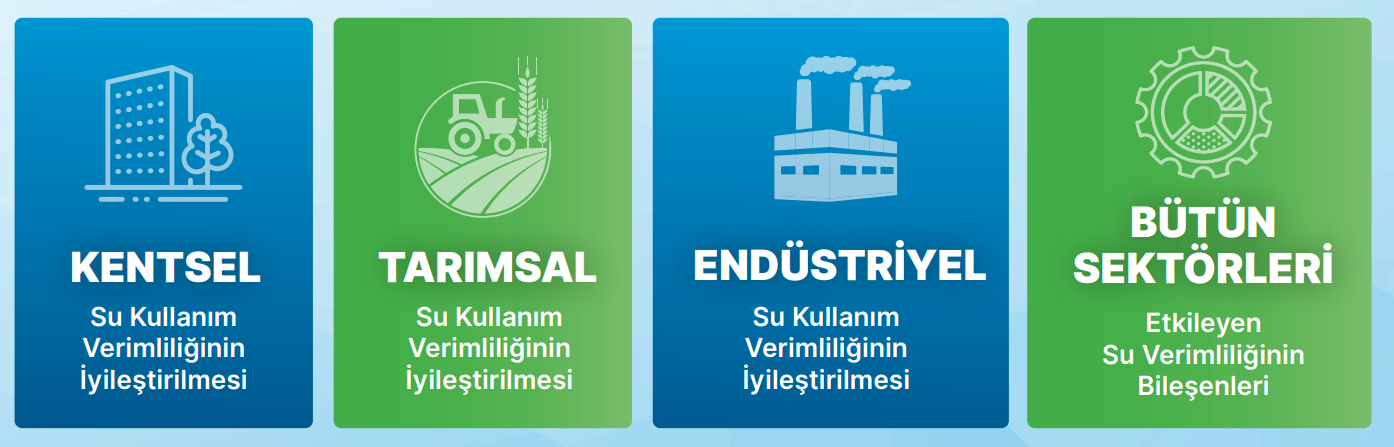 KENTSEL
Su Kullanım
Verimliliğinin
İyileştirilmesi
TARIMSAL
Su Kullanım
Verimliliğinin
İyileştirilmesi
ENDÜSTRİYEL
Su Kullanım
Verimliliğinin
İyileştirilmesi
BÜTÜN
SEKTÖRLERİ
Etkileyen
Su Verimliliğinin
Bileşenleri